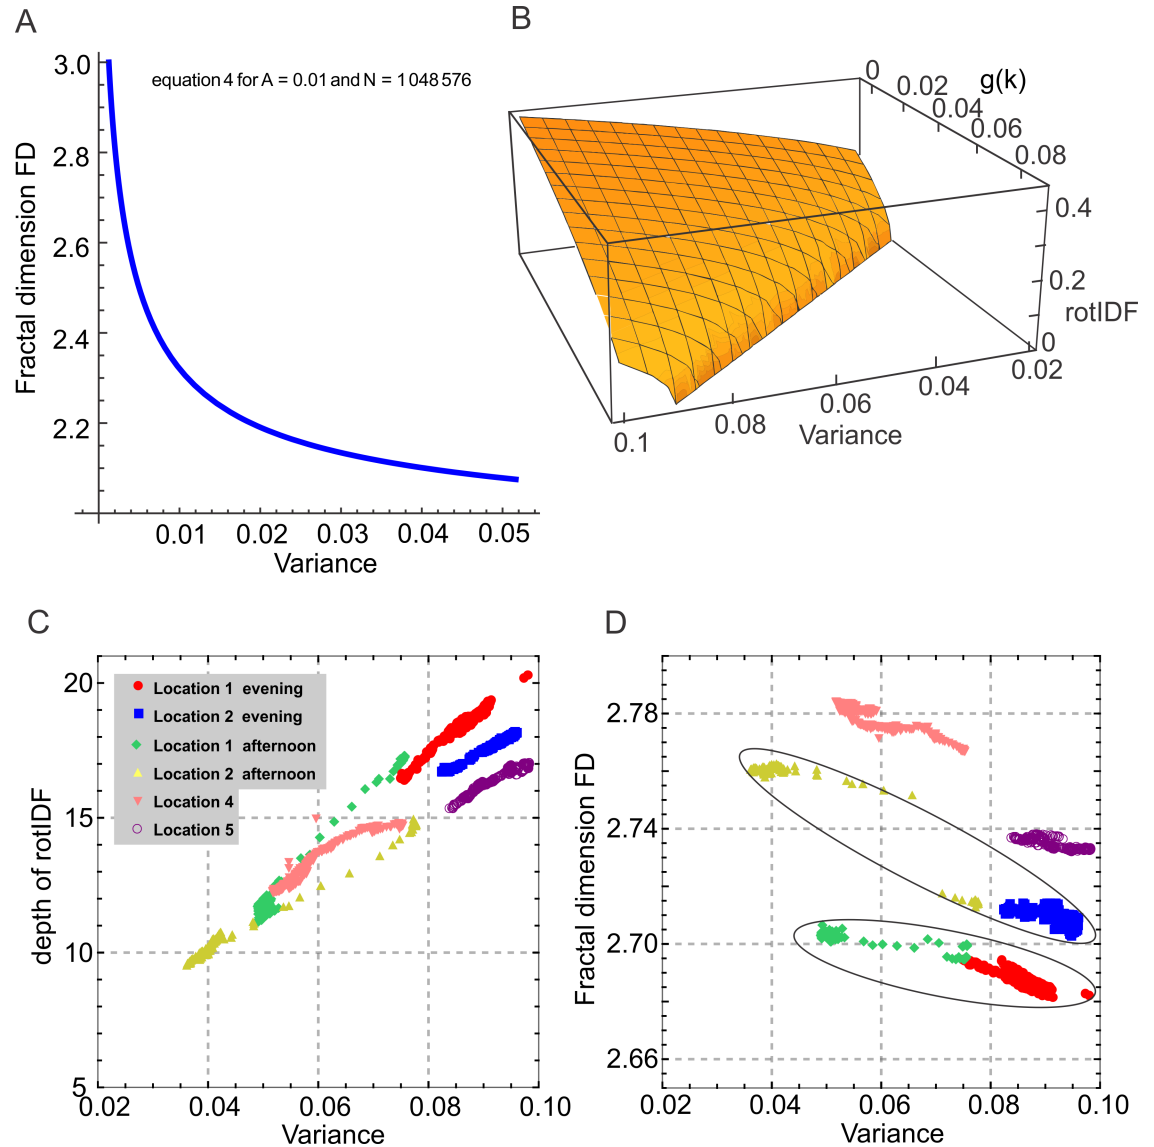 A
equation 4 for A = 0.01 and N = 1 048 576
Fractal dimension FD
3.0
2.8
2.6
2.4
2.2
0.01 0.02 0.03 0.04 0.05
Variance
B
0 0.02 0.04 0.06 0.08
g(k)
0.4
0.2
0
rotIDF
0.1 0.08 0.06 0.04 0.02
Variance
C
depth of rotIDF
20
15
10
5
Location 1 evening
Location 2 evening
Location 1 afternoon
Location 2 afternoon
Location 4
Location 5
0.02 0.04 0.06 0.08 0.10
Variance
D
Fractal dimension FD
2.78
2.74
2.70
2.66
0.02 0.04 0.06 0.08 0.10
Variance